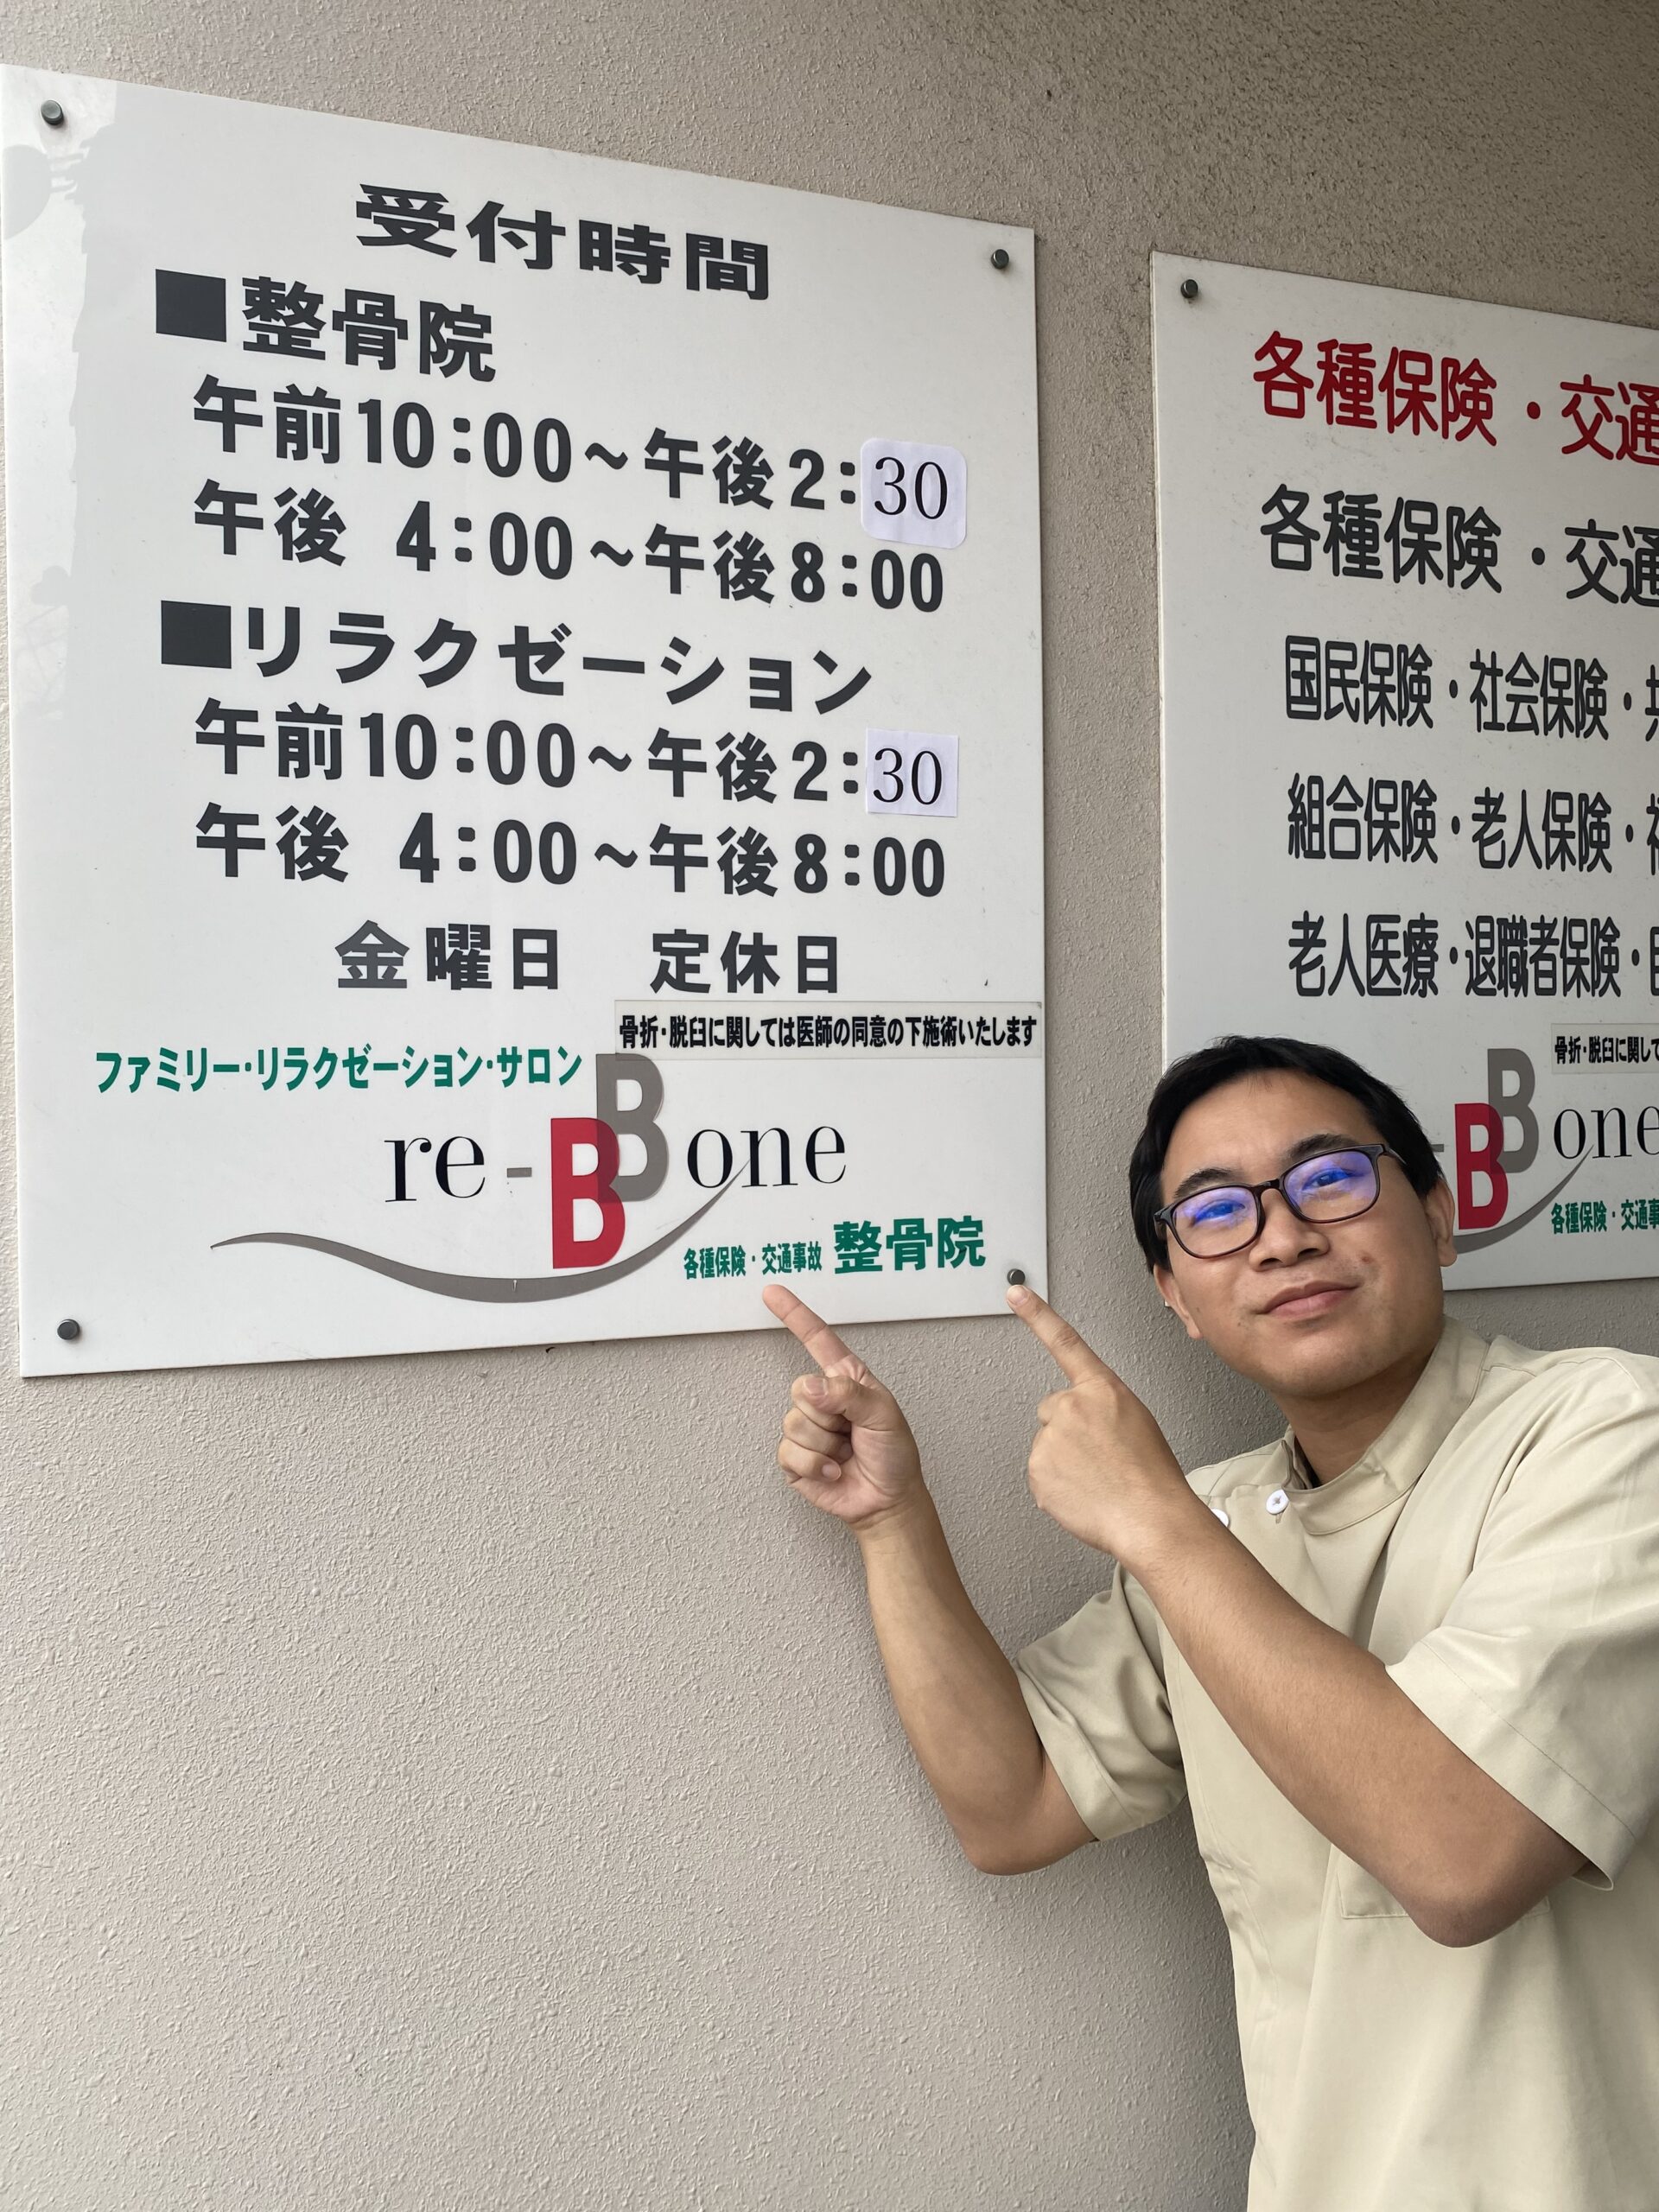 受付時間
■整骨院
午前10:00~午後2:30
午後 4:00~午後8:00
■リラクゼーション
午前10:00~午後2:30
午後 4:00~午後8:00
金曜日 定休日
骨折・脱臼に関しては医師の同意の下施術いたします
ファミリー・リラクゼーション・サロン
re-BBone
各種保険・交通事故 整骨院
各種保険・交通
各種保険・交通
国民保険・社会保険・
組合保険・老人保険・
老人医療・退職者保険・
骨折・脱臼に関して
-BBone
各種保険・交通事